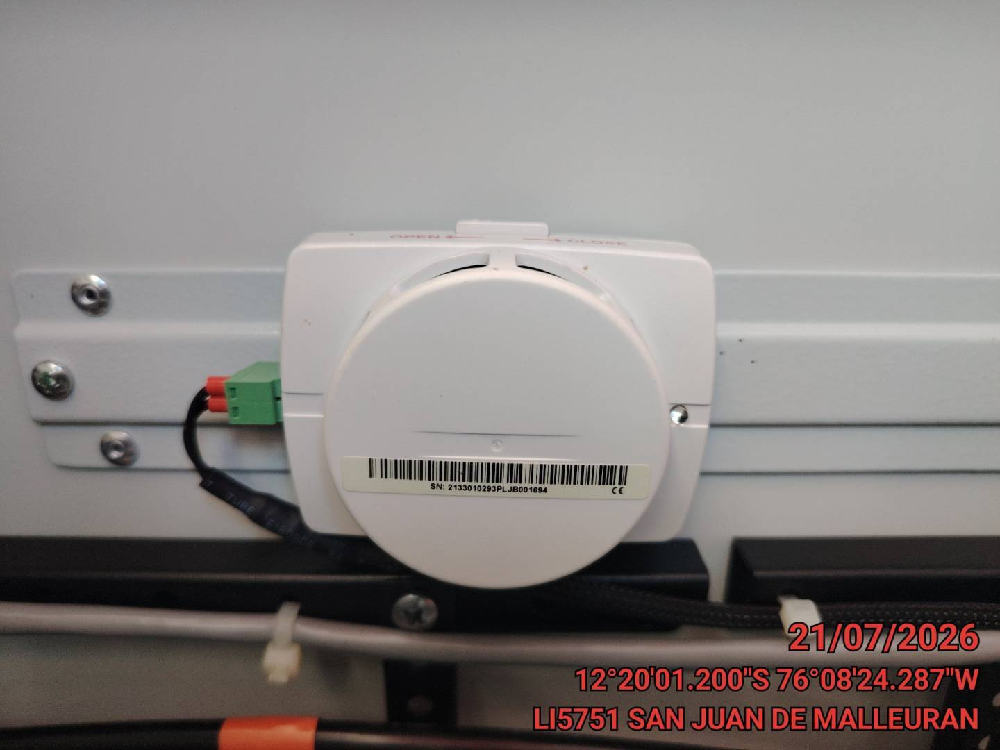 OPEN CLOSE
SN: 2133010293PLJB001694
CE
TUBE
21/07/2026
12°20'01.200"S 76°08'24.287"W
LI5751 SAN JUAN DE MALLEURAN